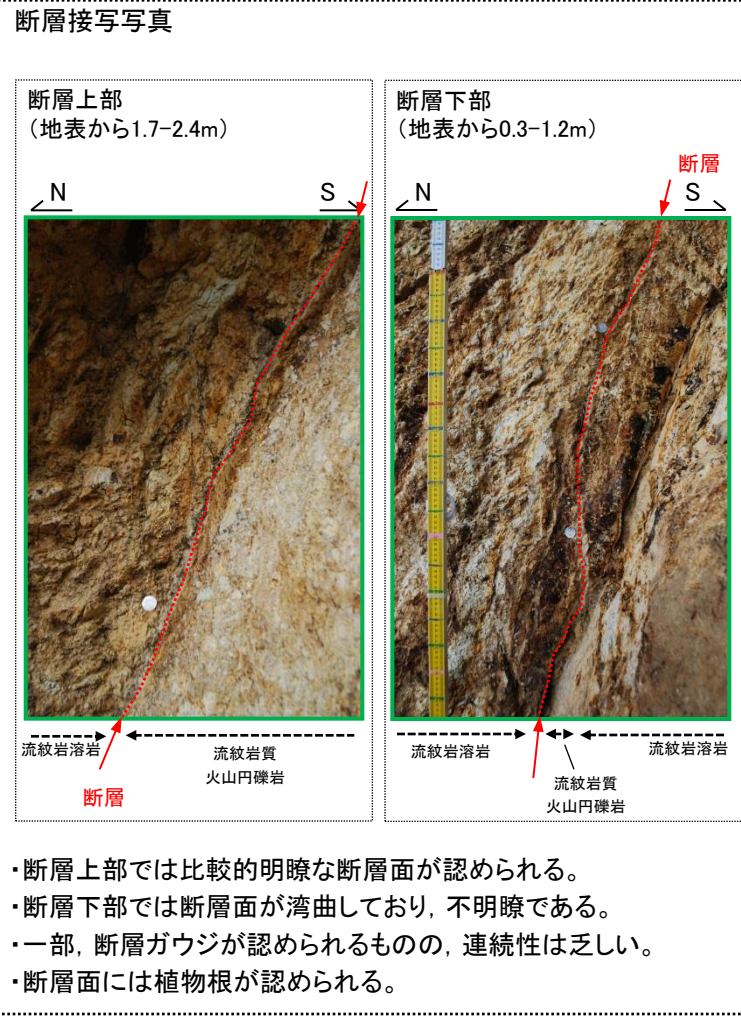 断層接写写真
断層上部
（地表から1.7-2.4m）
N
S
流紋岩溶岩
流紋岩質
火山円礫岩
断層
断層下部
（地表から0.3-1.2m）
断層
N
S
流紋岩溶岩
流紋岩質
火山円礫岩
流紋岩溶岩
・断層上部では比較的明瞭な断層面が認められる。
・断層下部では断層面が湾曲しており，不明瞭である。
・一部，断層ガウジが認められるものの，連続性は乏しい。
・断層面には植物根が認められる。